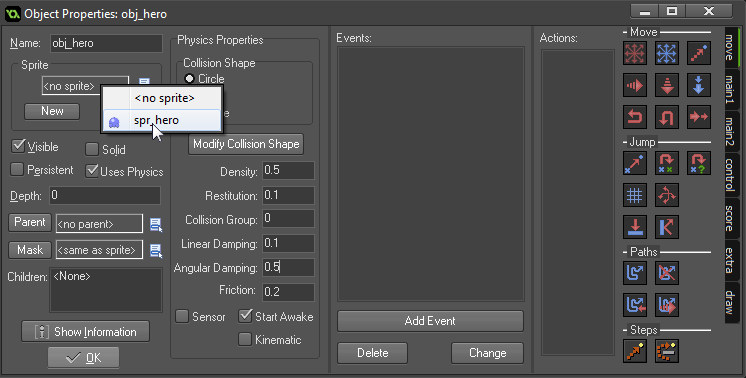 Object Properties: obj_hero
Name: obj_hero
Sprite
<no sprite>
<no sprite>
spr_hero
New
Visible
Solid
Persistent
Uses Physics
Depth: 0
Parent <no parent>
Mask <same as sprite>
Children: <None>
Show Information
OK
Physics Properties
Collision Shape
Circle
Modify Collision Shape
Density: 0.5
Restitution: 0.1
Collision Group: 0
Linear Damping: 0.1
Angular Damping: 0.5
Friction: 0.2
Sensor
Start Awake
Kinematic
Events:
Add Event
Delete
Change
Actions:
Move
Jump
Paths
Steps
move
main1
main2
control
score
extra
draw